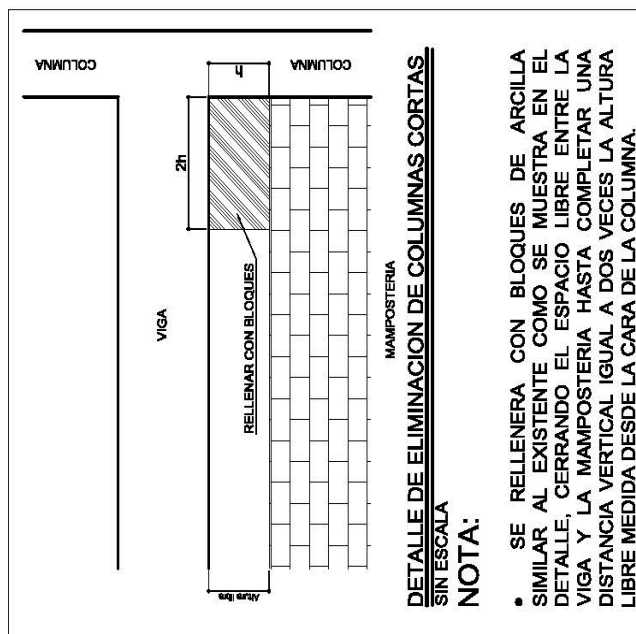 COLUMNA
COLUMNA
h
2h
VIGA
RELLENAR CON BLOQUES
MAMPOSTERIA
Altura libre
DETALLE DE ELIMINACION DE COLUMNAS CORTAS
SIN ESCALA
NOTA:
• SE RELLENERA CON BLOQUES DE ARCILLA
SIMILAR AL EXISTENTE COMO SE MUESTRA EN EL
DETALLE, CERRANDO EL ESPACIO LIBRE ENTRE LA
VIGA Y LA MAMPOSTERIA HASTA COMPLETAR UNA
DISTANCIA VERTICAL IGUAL A DOS VECES LA ALTURA
LIBRE MEDIDA DESDE LA CARA DE LA COLUMNA.